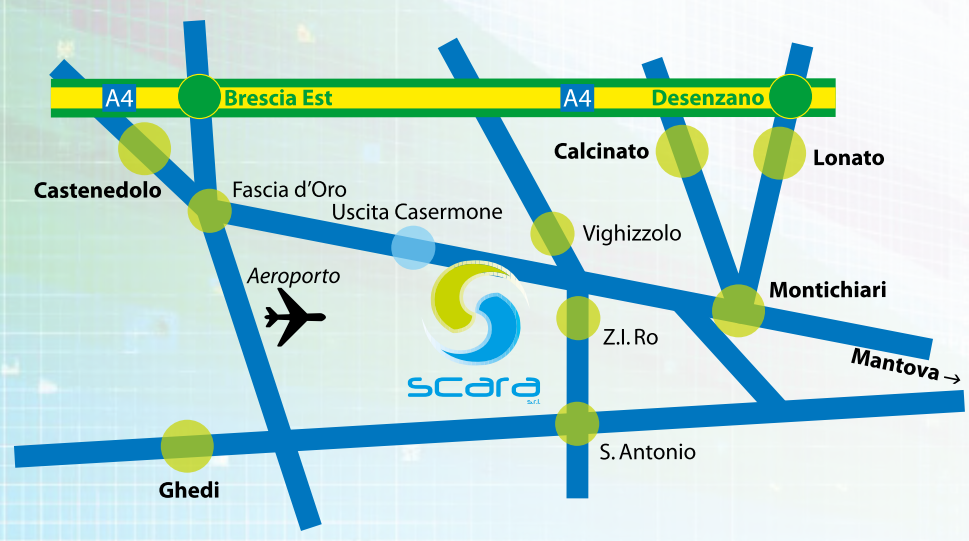 A4
Brescia Est
A4
Desenzano
Calcinato
Lonato
Castenedolo
Fascia d'Oro
Uscita Casermone
Vighizzolo
Aeroporto
Montichiari
Z.I. Ro
Mantova →
scara
s.r.l.
S. Antonio
Ghedi